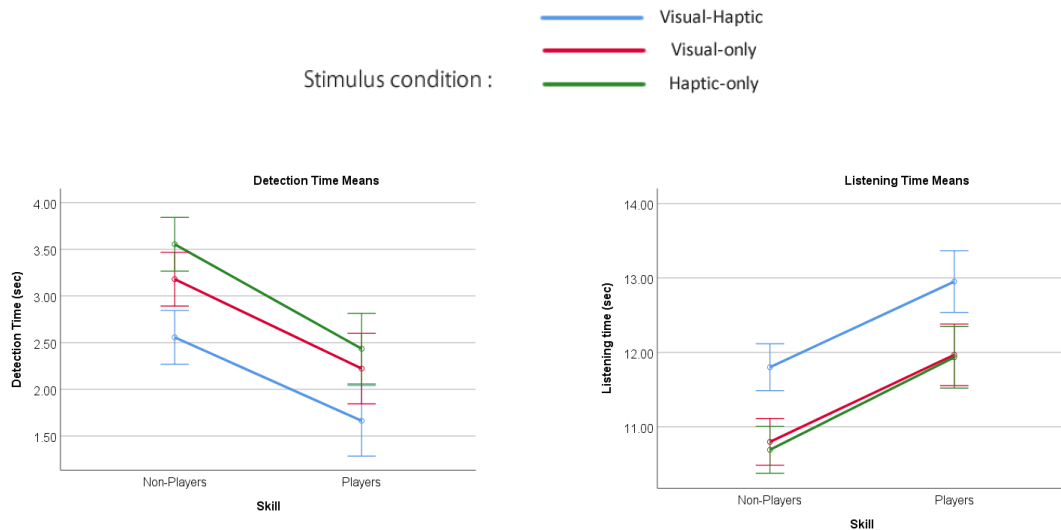 Visual-Haptic
Visual-only
Stimulus condition :
Haptic-only
Detection Time Means
4.00
3.50
3.00
2.50
2.00
1.50
Detection Time (sec)
Non-Players
Players
Skill
Listening Time Means
14.00
13.00
12.00
11.00
Listening time (sec)
Non-Players
Players
Skill